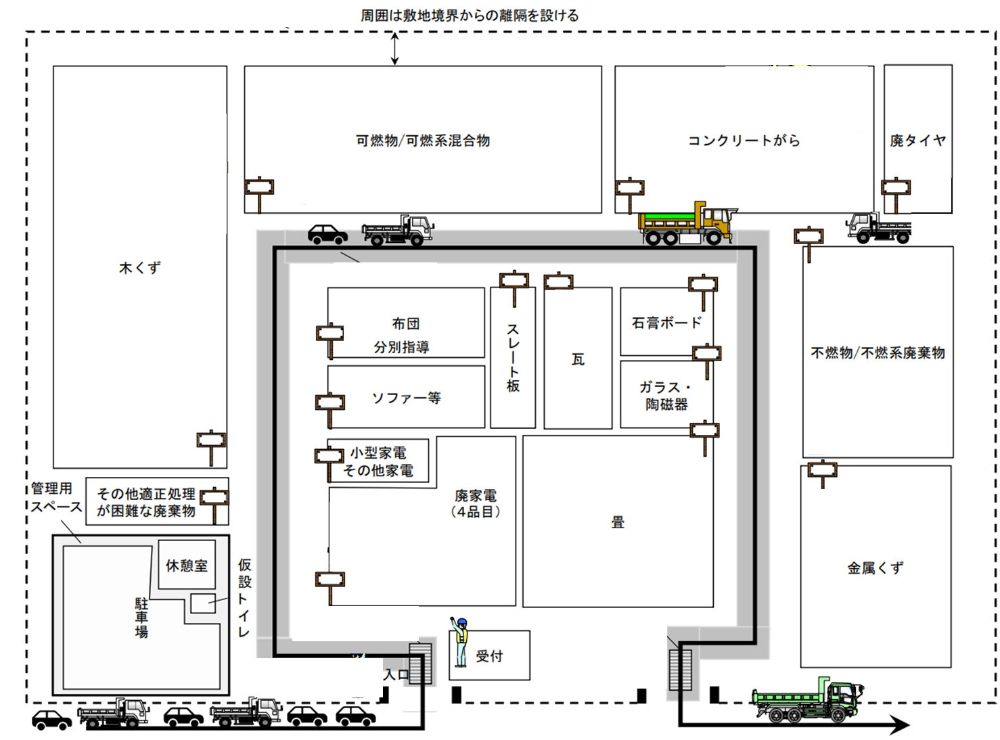 周囲は敷地境界からの離隔を設ける
可燃物/可燃系混合物
コンクリートがら
廃タイヤ
木くず
布団
分別指導
スレート板
瓦
石膏ボード
不燃物/不燃系廃棄物
ソファー等
ガラス・
陶磁器
小型家電
その他家電
管理用
スペース
その他適正処理
が困難な廃棄物
廃家電
（４品目）
畳
休憩室
仮設トイレ
金属くず
駐車場
受付
入口